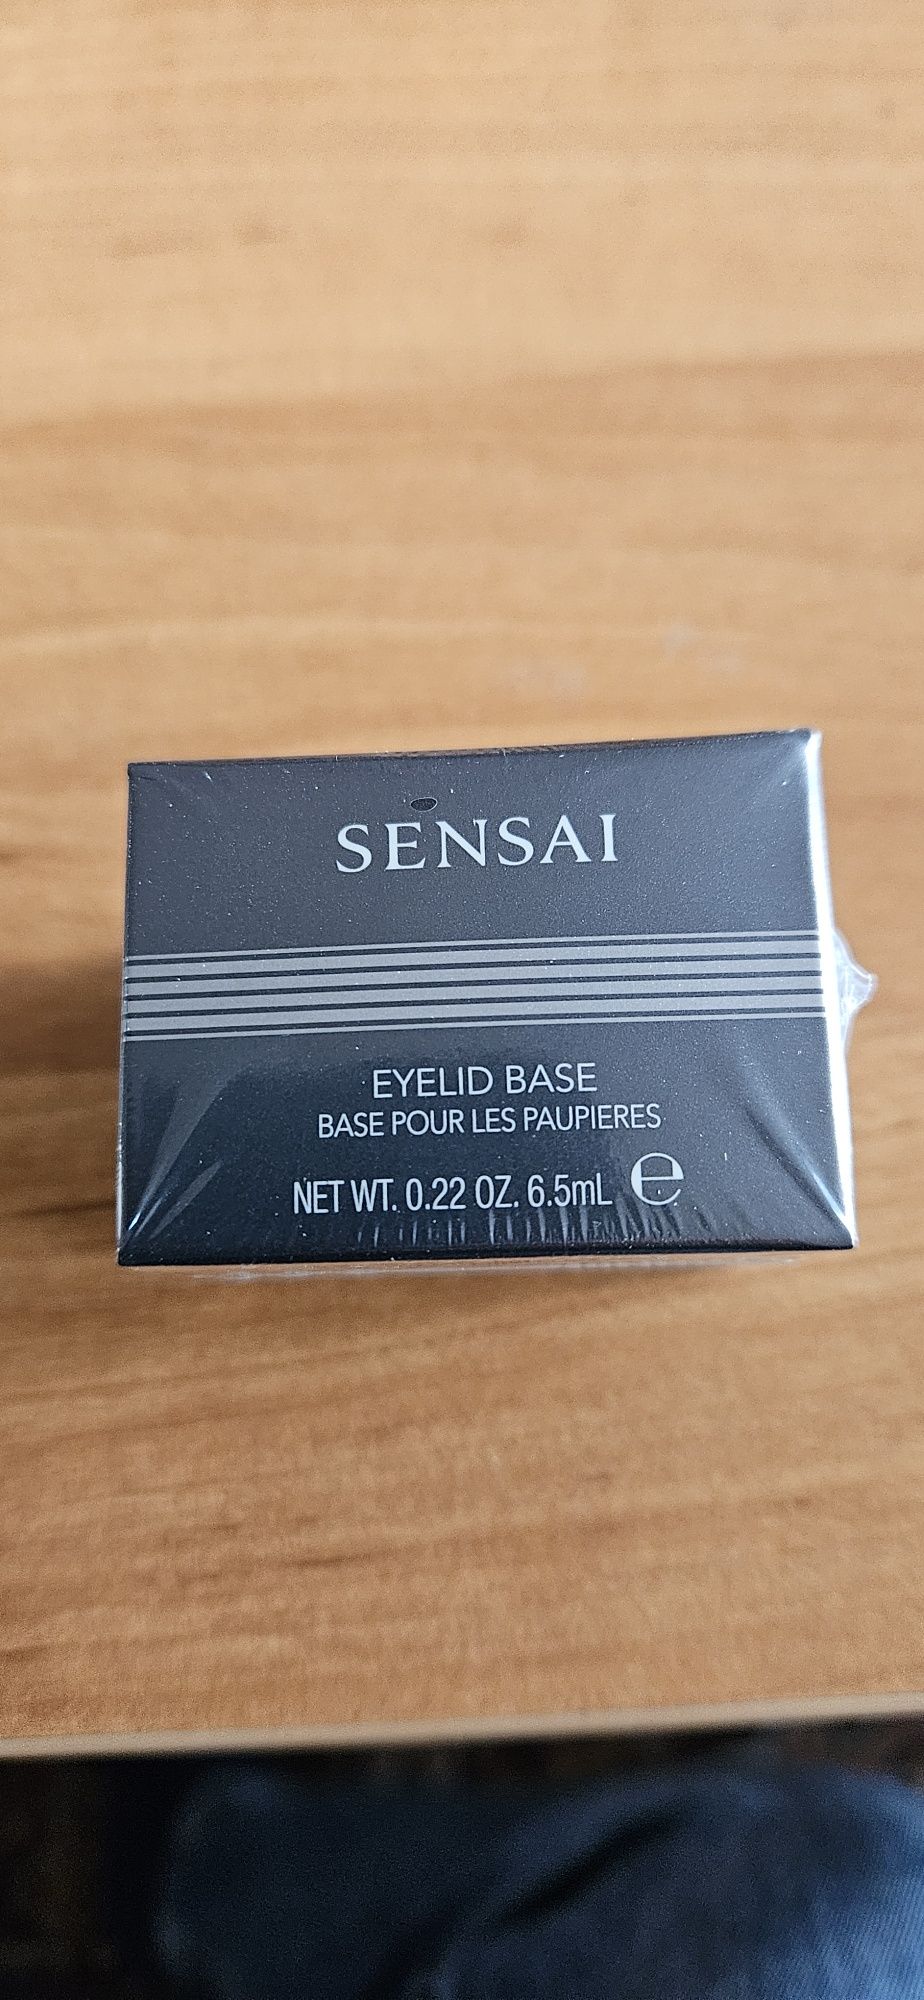 SENSAI
EYELID BASE
BASE POUR LES PAUPIERES
NET WT. 0.22 OZ. 6.5mL ℮